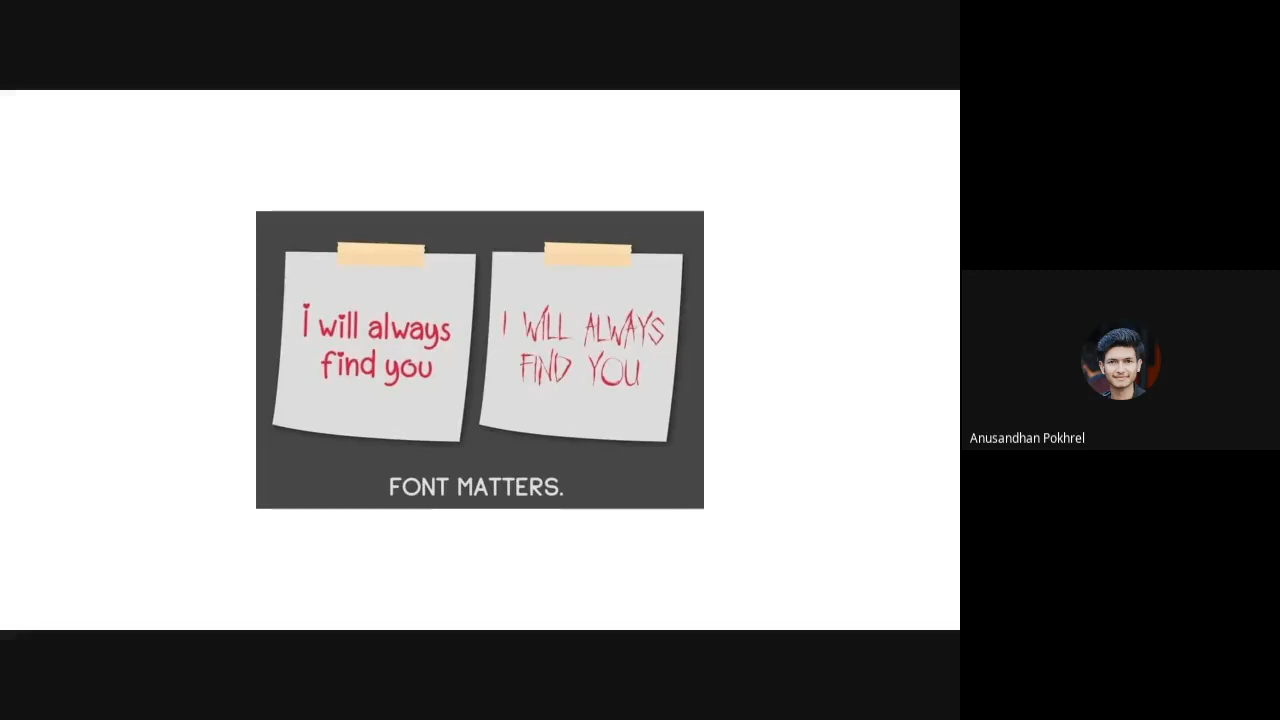 i will always
find you
I WILL ALWAYS
FIND YOU
FONT MATTERS.
Anusandhan Pokhrel